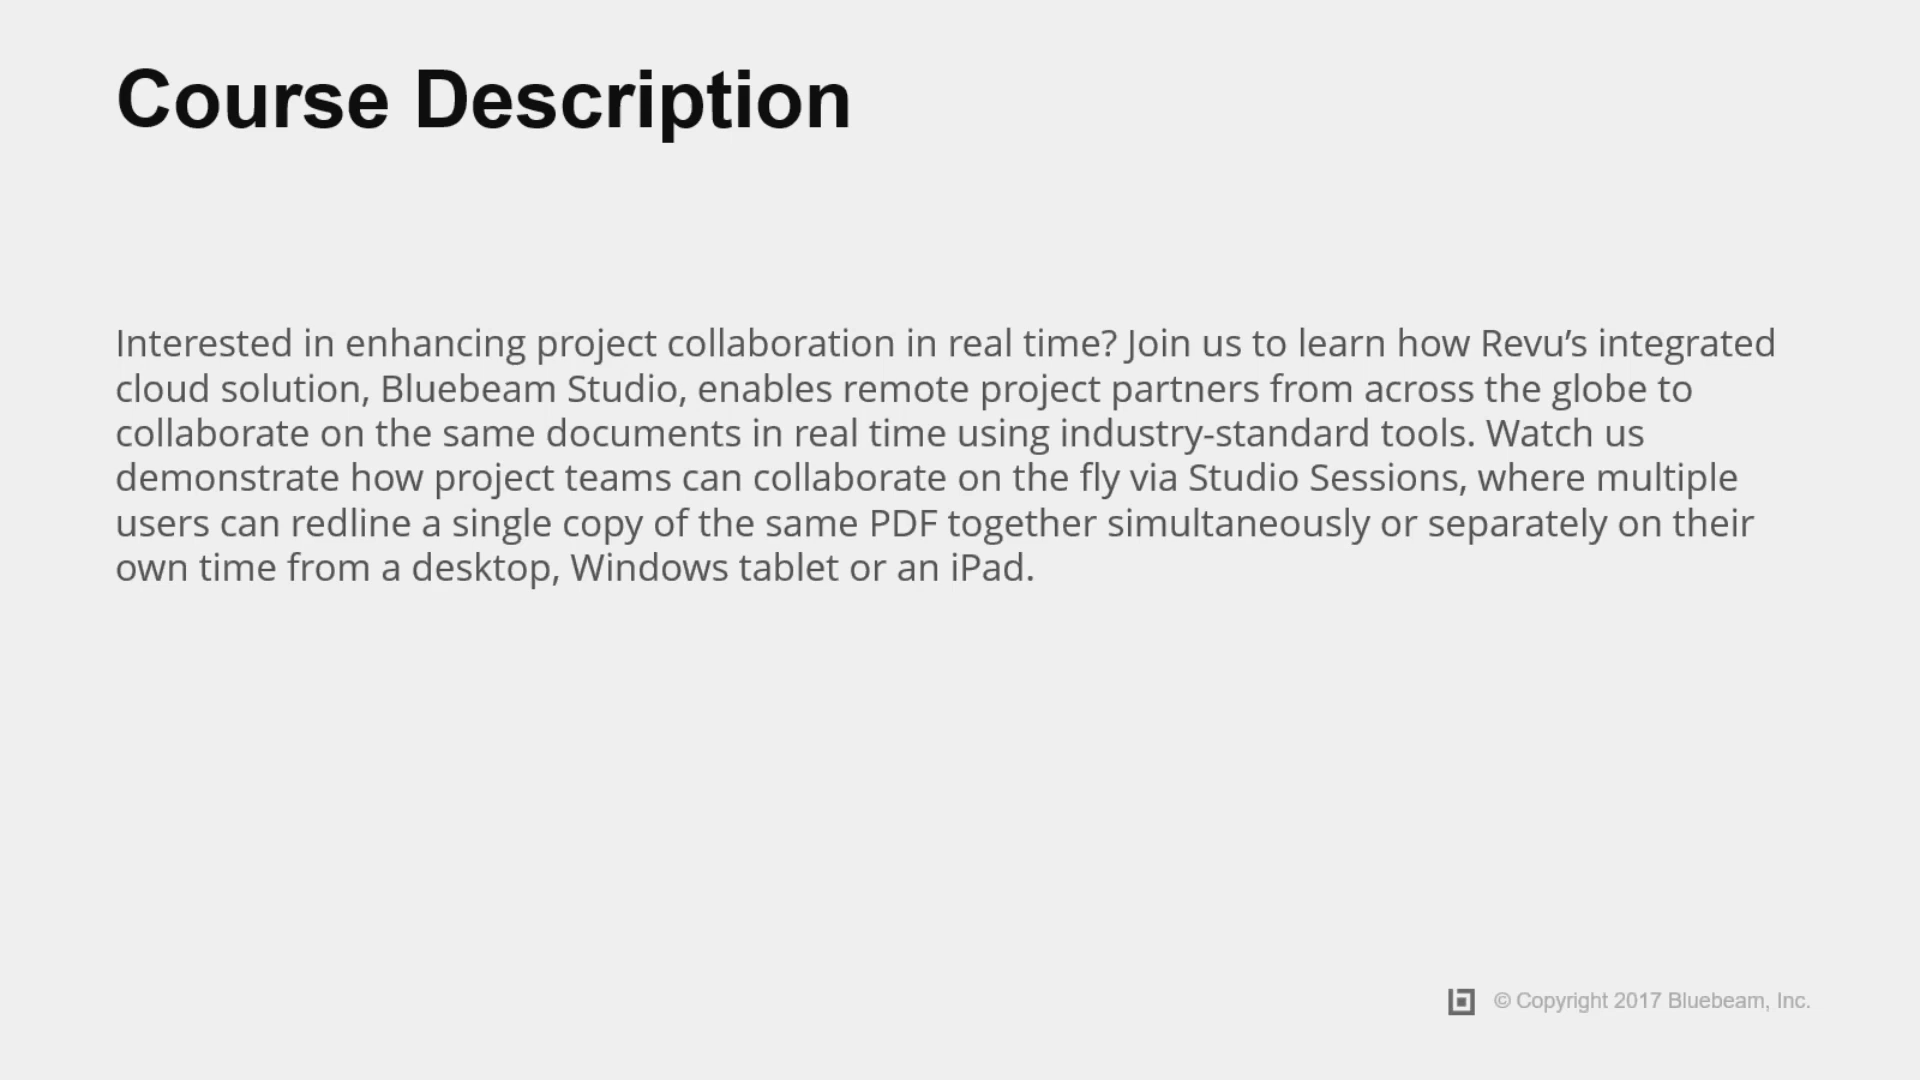 Course Description
Interested in enhancing project collaboration in real time? Join us to learn how Revu’s integrated
cloud solution, Bluebeam Studio, enables remote project partners from across the globe to
collaborate on the same documents in real time using industry-standard tools. Watch us
demonstrate how project teams can collaborate on the fly via Studio Sessions, where multiple
users can redline a single copy of the same PDF together simultaneously or separately on their
own time from a desktop, Windows tablet or an iPad.
© Copyright 2017 Bluebeam, Inc.